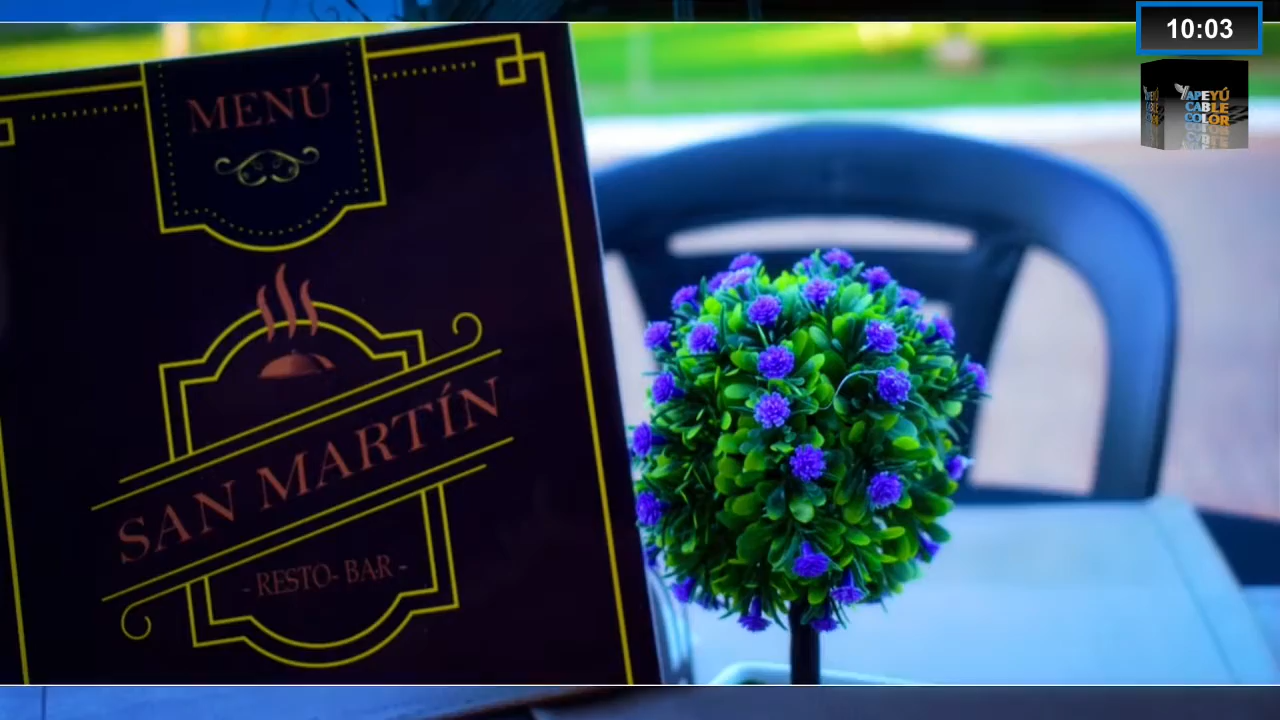 10:03
YAPEYÚ
CABLE
COLOR
MENÚ
SAN MARTÍN
- RESTO- BAR -